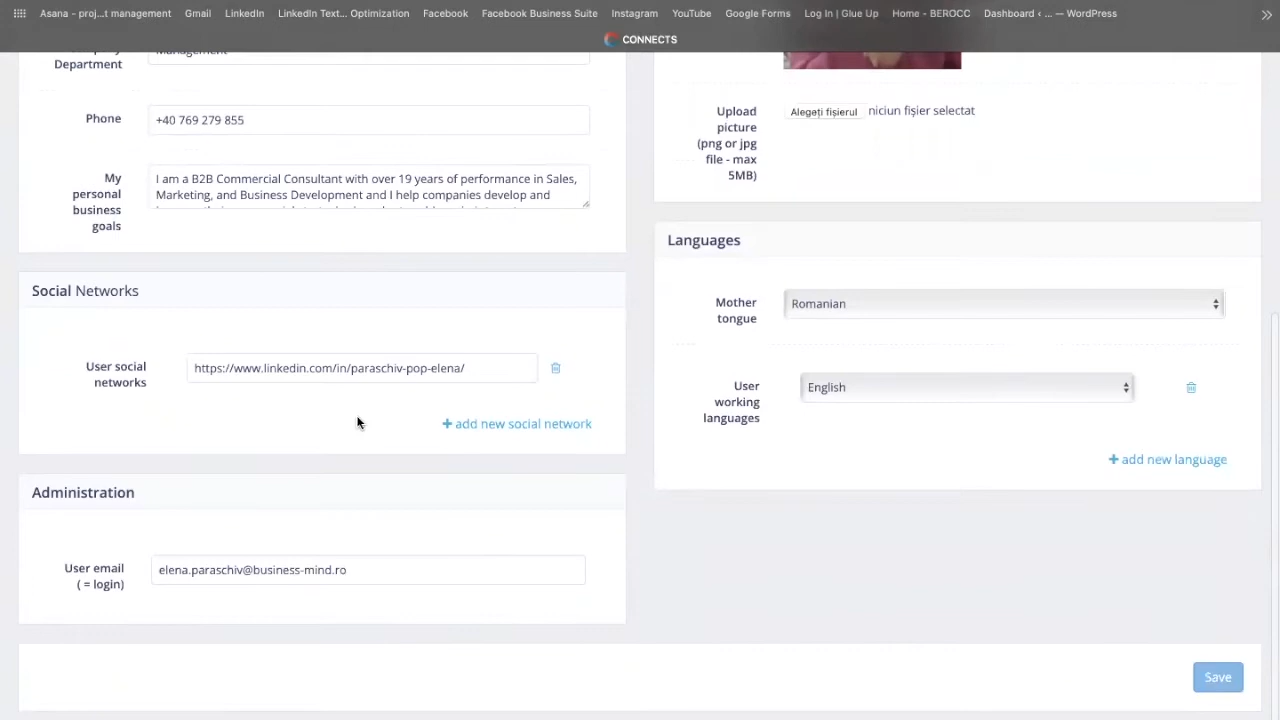 Asana – proj...t management Gmail LinkedIn LinkedIn Text... Optimization Facebook Facebook Business Suite Instagram YouTube Google Forms Log In | Glue Up Home - BEROCC Dashboard ‹ ... — WordPress
CONNECTS
Department
Management
Phone
+40 769 279 855
My
personal
business
goals
I am a B2B Commercial Consultant with over 19 years of performance in Sales,
Marketing, and Business Development and I help companies develop and
Social Networks
User social
networks
https://www.linkedin.com/in/paraschiv-pop-elena/
+ add new social network
Administration
User email
( = login)
elena.paraschiv@business-mind.ro
Upload
picture
(png or jpg
file - max
5MB)
Alegeți fișierul niciun fișier selectat
Languages
Mother
tongue
Romanian
User
working
languages
English
+ add new language
Save